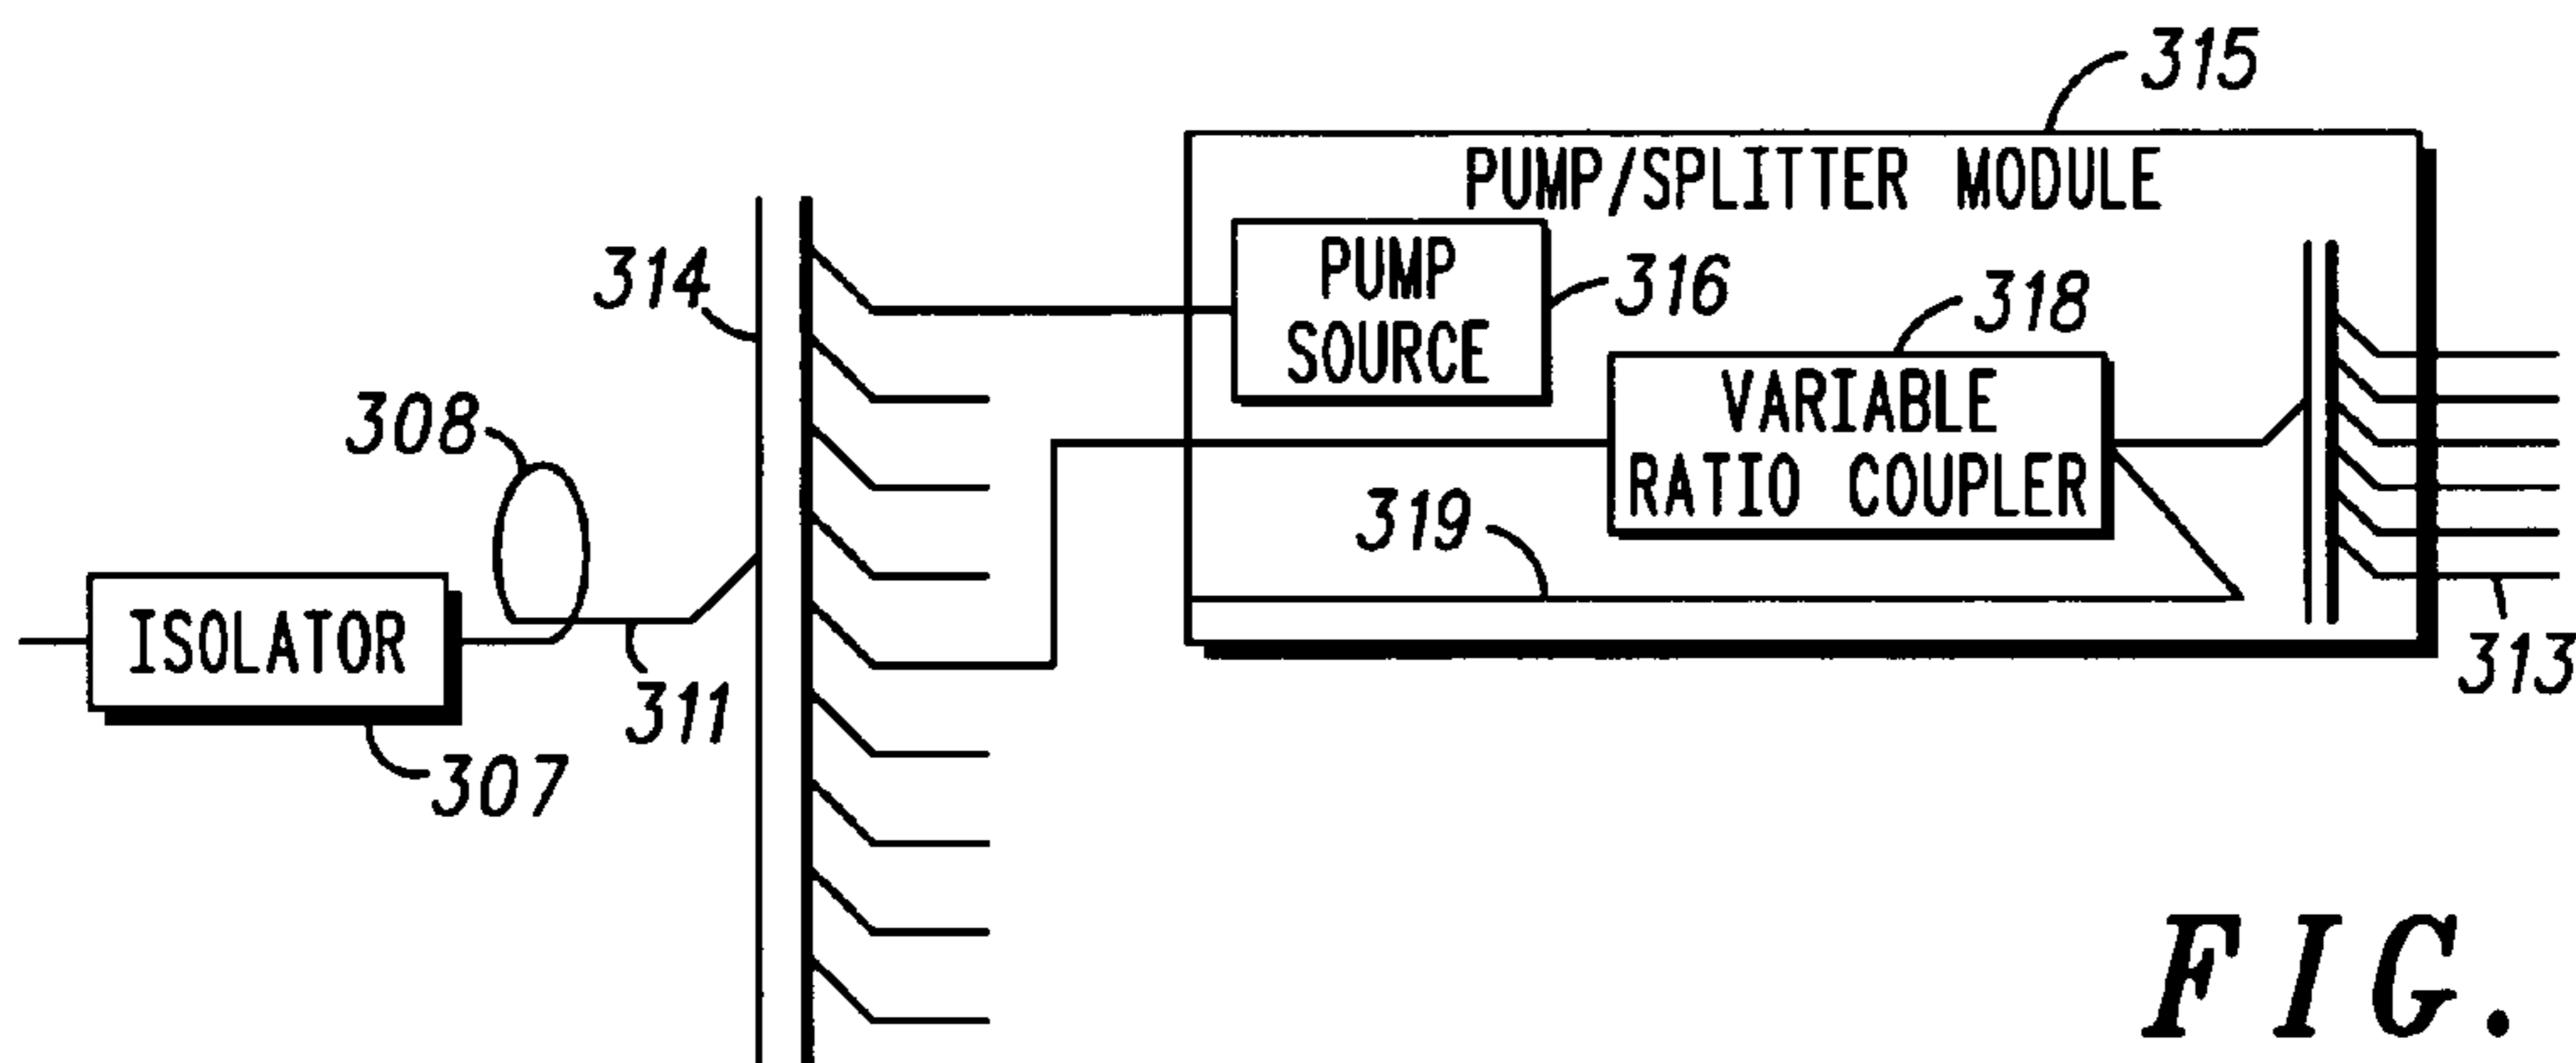 315
PUMP/SPLITTER MODULE
314
PUMP
SOURCE
316
318
308
VARIABLE
RATIO COUPLER
319
ISOLATOR
311
313
307
FIG.